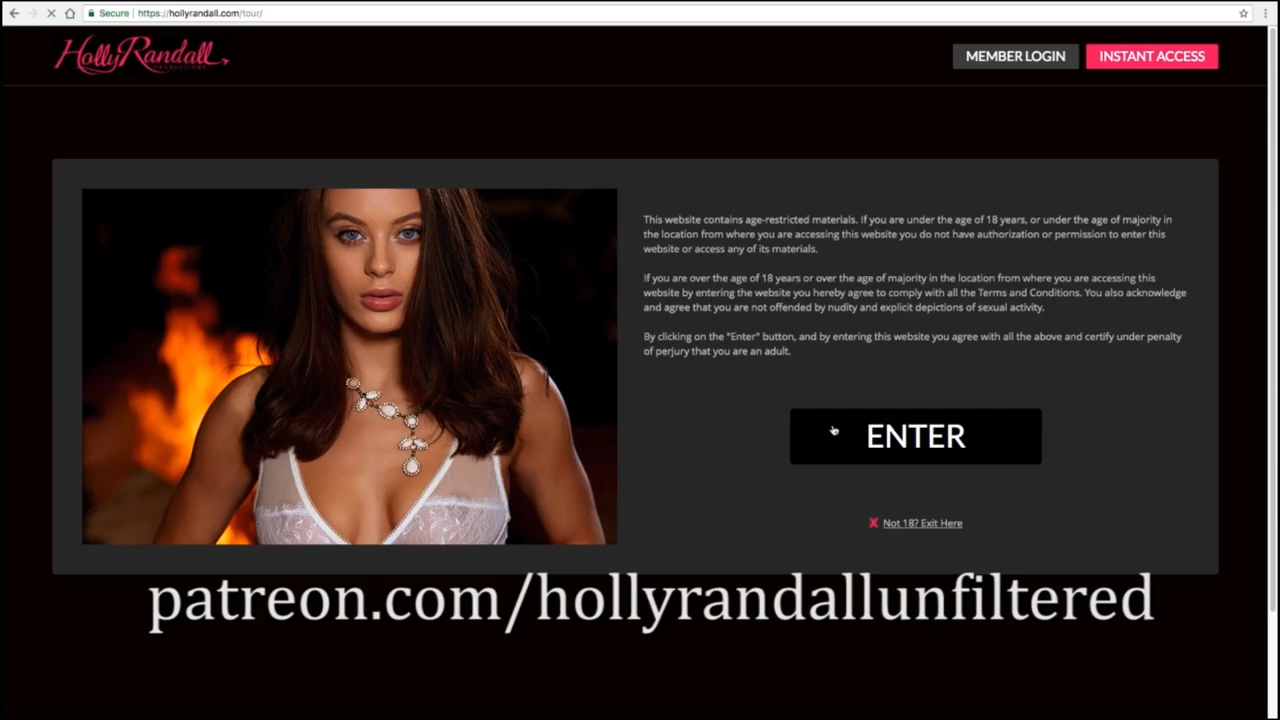 Secure https://hollyrandall.com/tour/
HollyRandall
PRODUCTIONS
MEMBER LOGIN
INSTANT ACCESS
This website contains age-restricted materials. If you are under the age of 18 years, or under the age of majority in
the location from where you are accessing this website you do not have authorization or permission to enter this
website or access any of its materials.
If you are over the age of 18 years or over the age of majority in the location from where you are accessing this
website by entering the website you hereby agree to comply with all the Terms and Conditions. You also acknowledge
and agree that you are not offended by nudity and explicit depictions of sexual activity.
By clicking on the "Enter" button, and by entering this website you agree with all the above and certify under penalty
of perjury that you are an adult.
ENTER
X Not 18? Exit Here
patreon.com/hollyrandallunfiltered